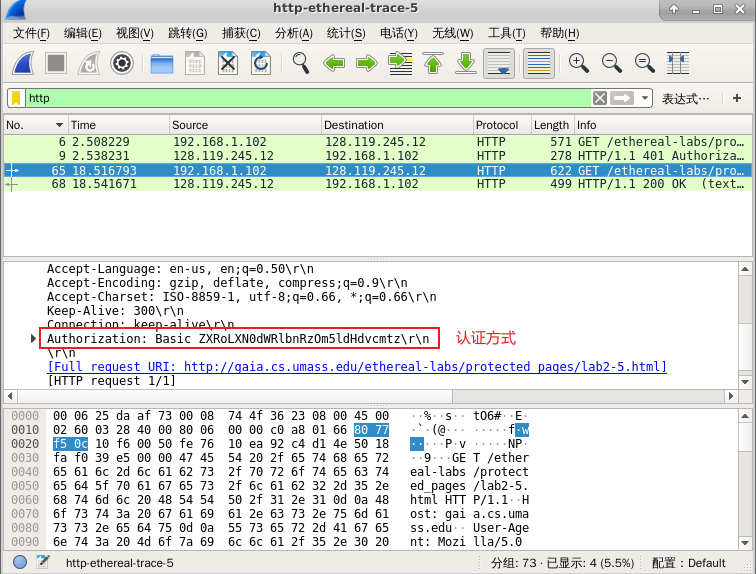 http-ethereal-trace-5
文件(F) 编辑(E) 视图(V) 跳转(G) 捕获(C) 分析(A) 统计(S) 电话(Y) 无线(W) 工具(T) 帮助(H)
http 表达式… +
No. Time Source Destination Protocol Length Info
6 2.508229 192.168.1.102 128.119.245.12 HTTP 571 GET /ethereal-labs/pro…
9 2.538231 128.119.245.12 192.168.1.102 HTTP 278 HTTP/1.1 401 Authoriza…
65 18.516793 192.168.1.102 128.119.245.12 HTTP 622 GET /ethereal-labs/pro…
68 18.541671 128.119.245.12 192.168.1.102 HTTP 499 HTTP/1.1 200 OK (text…
Accept-Language: en-us, en;q=0.50\r\n
Accept-Encoding: gzip, deflate, compress;q=0.9\r\n
Accept-Charset: ISO-8859-1, utf-8;q=0.66, *;q=0.66\r\n
Keep-Alive: 300\r\n
Connection: keep-alive\r\n
Authorization: Basic ZXRoLXN0dWRlbnRzOm5ldHdvcmtz\r\n 认证方式
\r\n
[Full request URI: http://gaia.cs.umass.edu/ethereal-labs/protected_pages/lab2-5.html]
[HTTP request 1/1]
0000 00 06 25 da af 73 00 08 74 4f 36 23 08 00 45 00 ··%··s·· tO6#··E·
0010 02 60 03 28 40 00 80 06 00 00 c0 a8 01 66 80 77 ·`·(@··· ·····f·w
0020 f5 0c 10 f6 00 50 fe 76 10 ea 92 c4 d1 4e 50 18 ·····P·v ·····NP·
0030 fa f0 39 e5 00 00 47 45 54 20 2f 65 74 68 65 72 ··9···GE T /ether
0040 65 61 6c 2d 6c 61 62 73 2f 70 72 6f 74 65 63 74 eal-labs /protect
0050 65 64 5f 70 61 67 65 73 2f 6c 61 62 32 2d 35 2e ed_pages /lab2-5.
0060 68 74 6d 6c 20 48 54 54 50 2f 31 2e 31 0d 0a 48 html HTT P/1.1··H
0070 6f 73 74 3a 20 67 61 69 61 2e 63 73 2e 75 6d 61 ost: gai a.cs.uma
0080 73 73 2e 65 64 75 0d 0a 55 73 65 72 2d 41 67 65 ss.edu·· User-Age
0090 6e 74 3a 20 4d 6f 7a 69 6c 6c 61 2f 35 2e 30 20 nt: Mozi lla/5.0
http-ethereal-trace-5 分组: 73 · 已显示: 4 (5.5%) 配置: Default